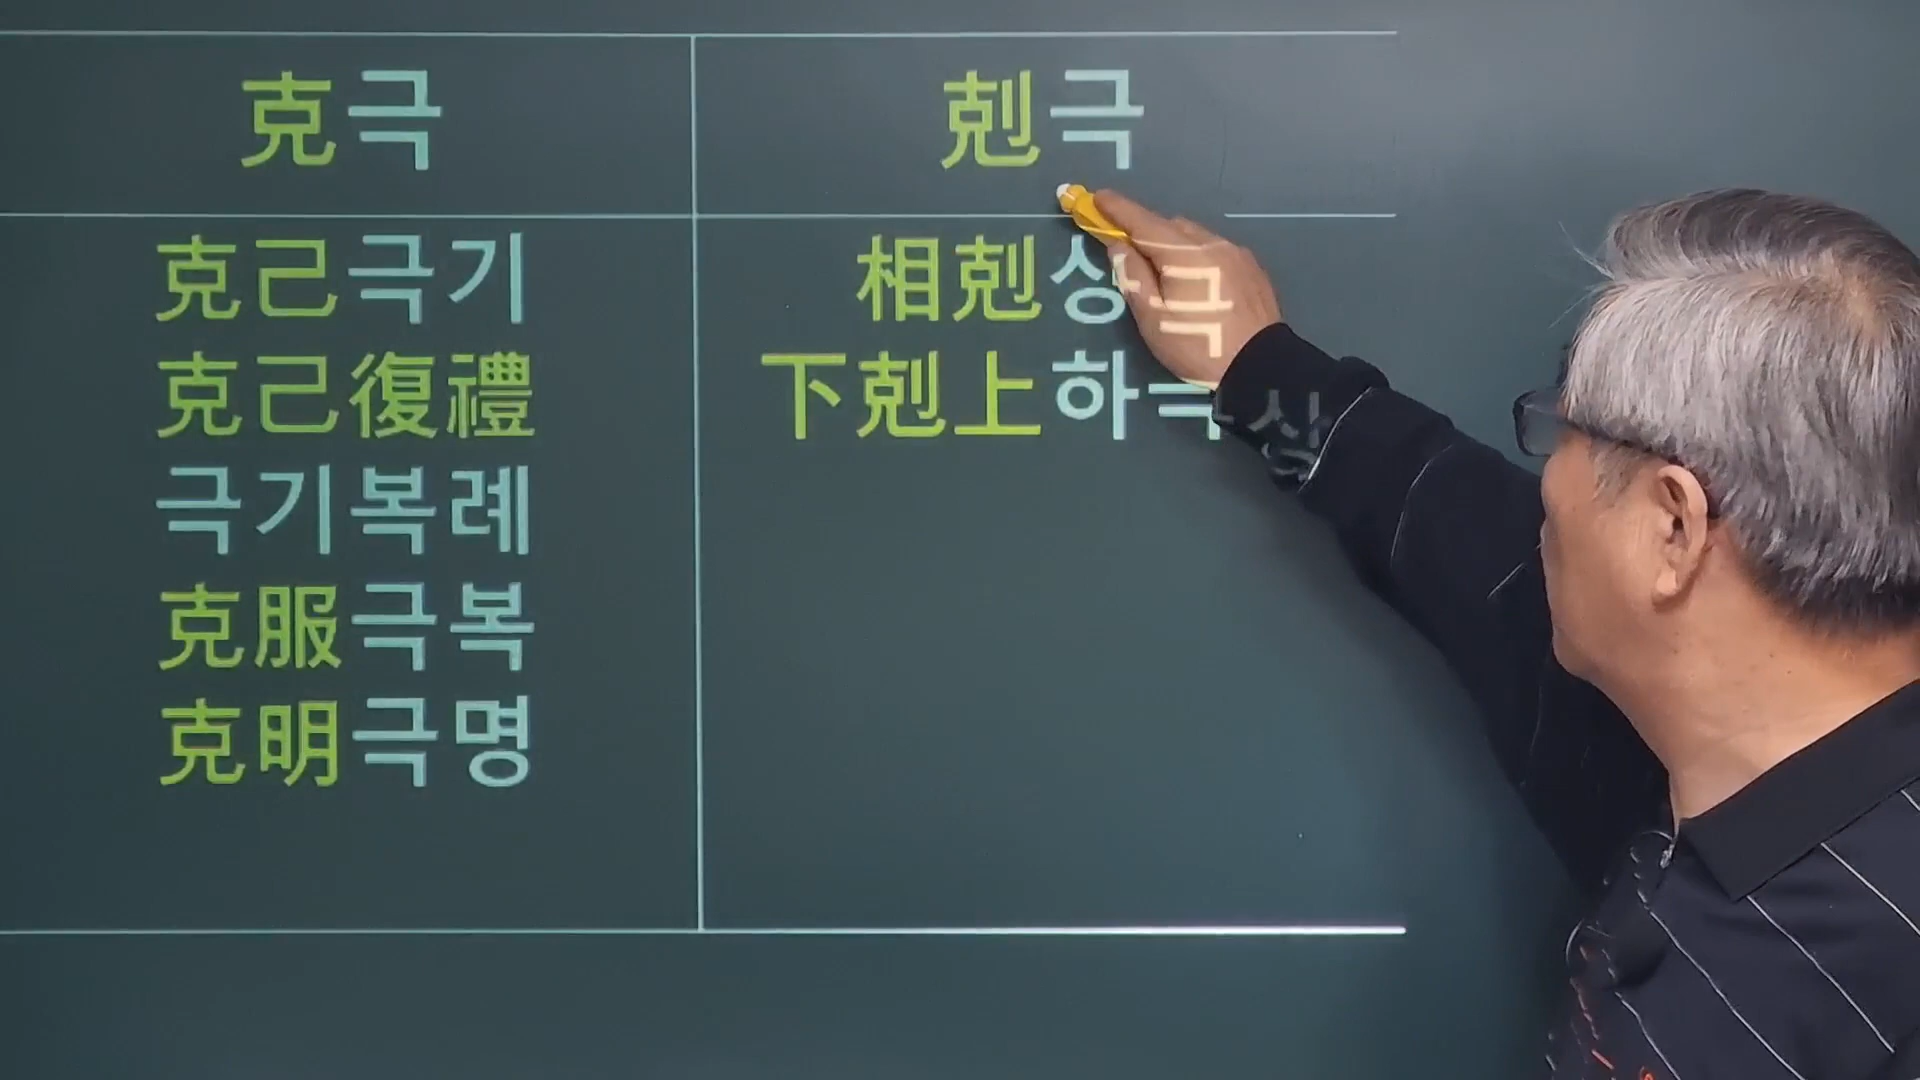 克극
克己극기
克己復禮
극기복례
克服극복
克明극명
剋극
相剋상극
下剋上하극상